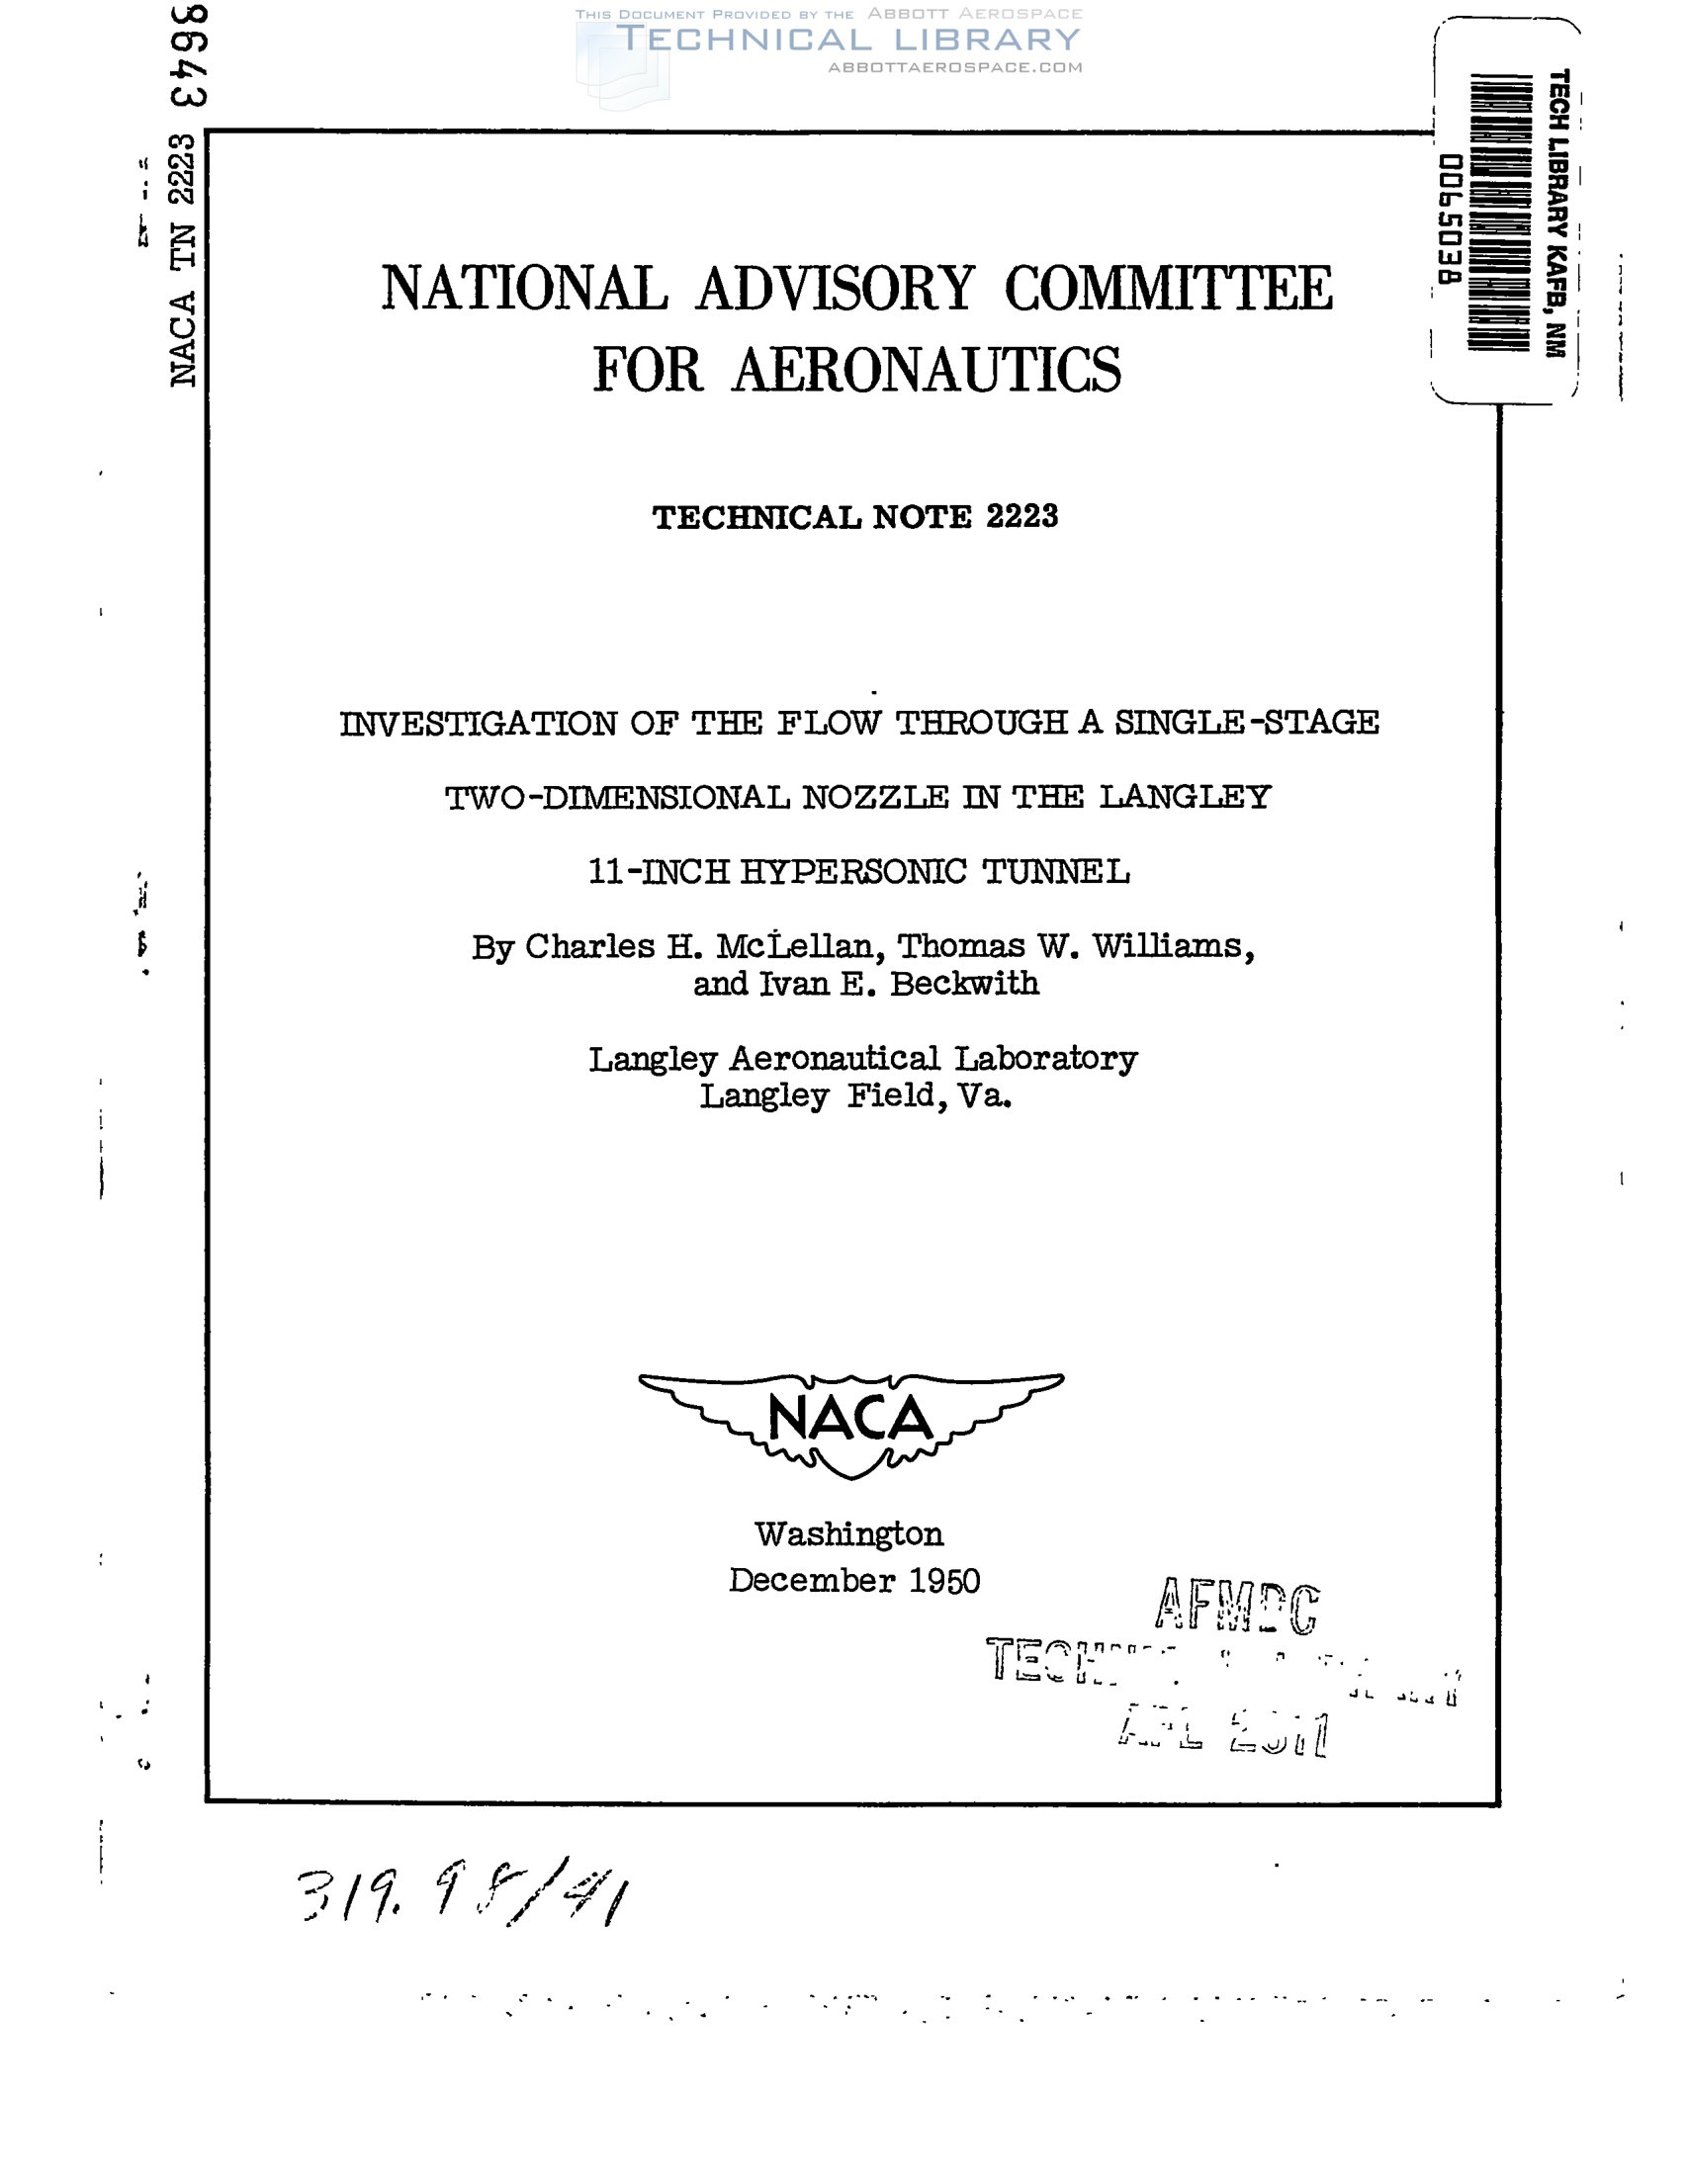 THIS DOCUMENT PROVIDED BY THE ABBOTT AEROSPACE
TECHNICAL LIBRARY
ABBOTTAEROSPACE.COM
TECH LIBRARY KAFB, NM
0065038
NACA TN 2223
NATIONAL ADVISORY COMMITTEE
FOR AERONAUTICS
TECHNICAL NOTE 2223
INVESTIGATION OF THE FLOW THROUGH A SINGLE-STAGE
TWO-DIMENSIONAL NOZZLE IN THE LANGLEY
11-INCH HYPERSONIC TUNNEL
By Charles H. McLellan, Thomas W. Williams,
and Ivan E. Beckwith
Langley Aeronautical Laboratory
Langley Field, Va.
NACA
Washington
December 1950
AFMDC
319.98/41